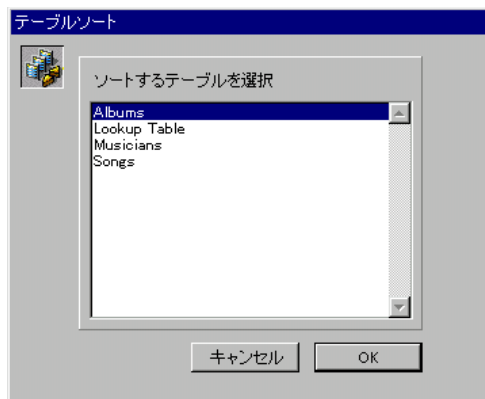 テーブルソート
ソートするテーブルを選択
Albums
Lookup Table
Musicians
Songs
キャンセル
OK